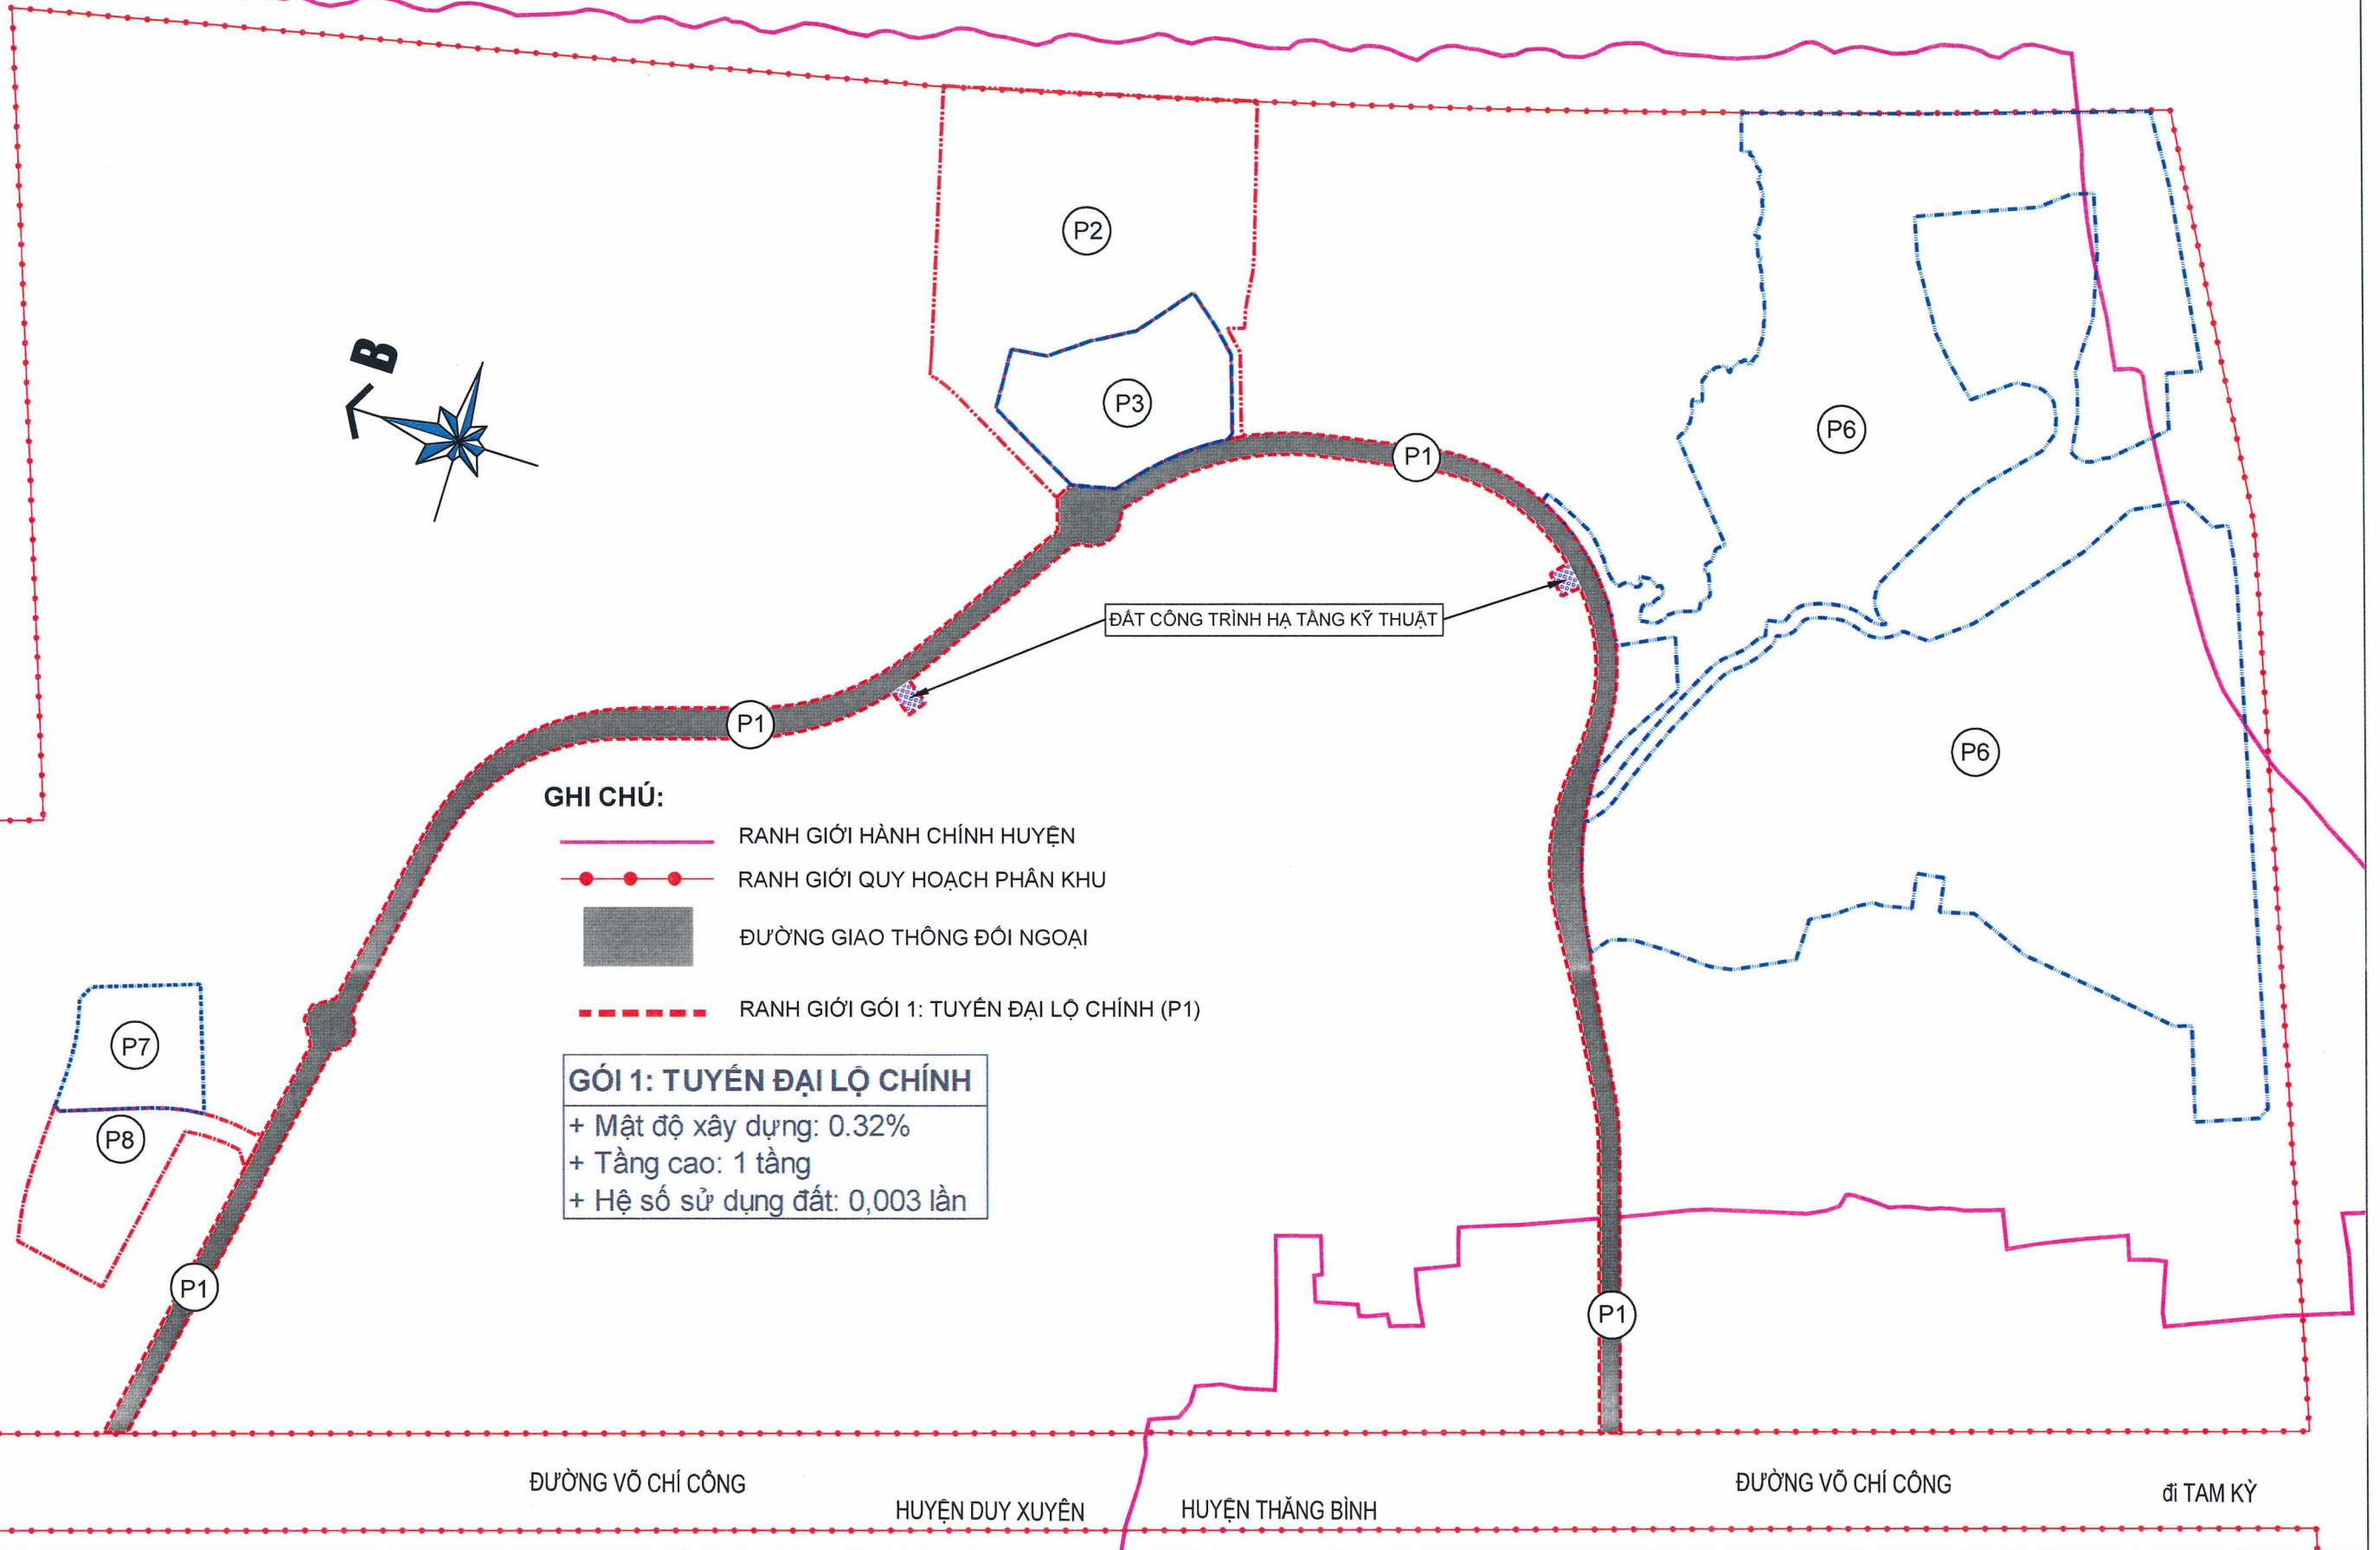 P2
B
P3
P6
P1
ĐẤT CÔNG TRÌNH HẠ TẦNG KỸ THUẬT
P1
P6
GHI CHÚ:
RANH GIỚI HÀNH CHÍNH HUYỆN
RANH GIỚI QUY HOẠCH PHÂN KHU
ĐƯỜNG GIAO THÔNG ĐỐI NGOẠI
RANH GIỚI GÓI 1: TUYẾN ĐẠI LỘ CHÍNH (P1)
P7
P8
GÓI 1: TUYẾN ĐẠI LỘ CHÍNH
+ Mật độ xây dựng: 0.32%
+ Tầng cao: 1 tầng
+ Hệ số sử dụng đất: 0,003 lần
P1
P1
ĐƯỜNG VÕ CHÍ CÔNG
HUYỆN DUY XUYÊN
HUYỆN THĂNG BÌNH
ĐƯỜNG VÕ CHÍ CÔNG
đi TAM KỲ